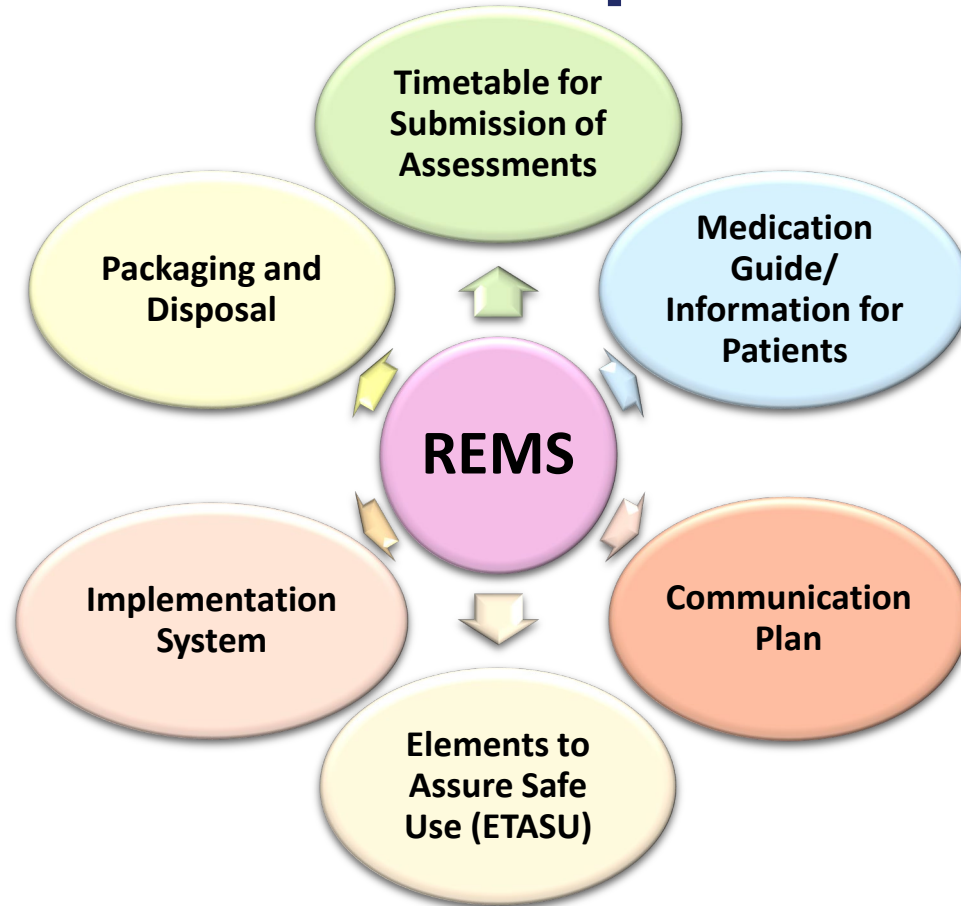 Timetable for
Submission of
Assessments
Medication
Guide/
Information for
Patients
Communication
Plan
Elements to
Assure Safe
Use (ETASU)
Implementation
System
Packaging and
Disposal
REMS